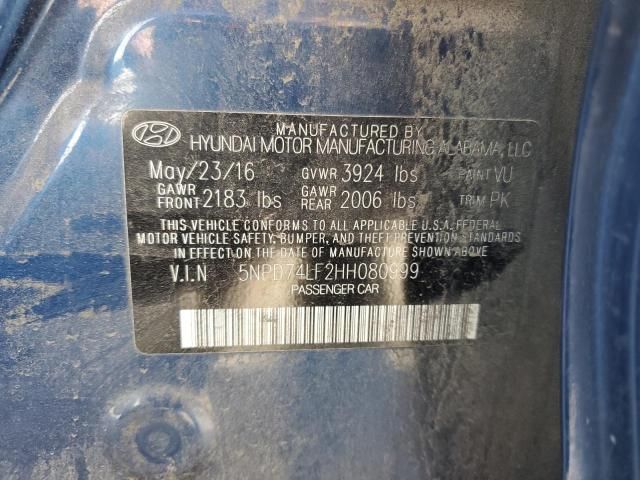 MANUFACTURED BY
HYUNDAI MOTOR MANUFACTURING ALABAMA, LLC
May/23/16 GVWR 3924 lbs PAINT VU
GAWR FRONT 2183 lbs GAWR REAR 2006 lbs TRIM PK
THIS VEHICLE CONFORMS TO ALL APPLICABLE U.S.A. FEDERAL
MOTOR VEHICLE SAFETY, BUMPER, AND THEFT PREVENTION STANDARDS
IN EFFECT ON THE DATE OF MANUFACTURE SHOWN ABOVE
V.I.N 5NPD74LF2HH080999
PASSENGER CAR